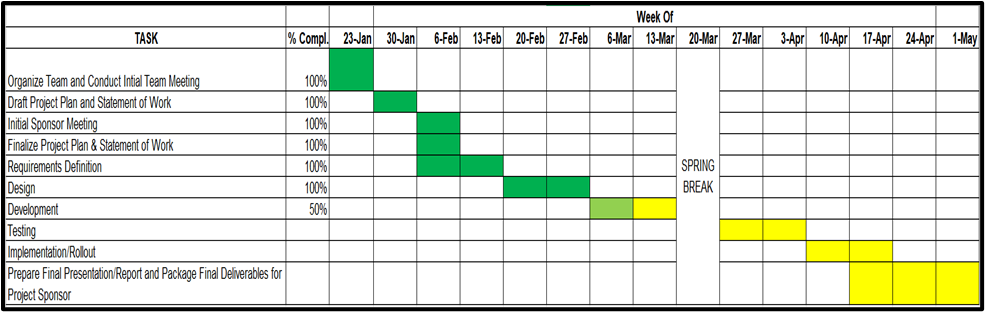 Week Of
TASK % Compl. 23-Jan 30-Jan 6-Feb 13-Feb 20-Feb 27-Feb 6-Mar 13-Mar 20-Mar 27-Mar 3-Apr 10-Apr 17-Apr 24-Apr 1-May
Organize Team and Conduct Intial Team Meeting 100%
Draft Project Plan and Statement of Work 100%
Initial Sponsor Meeting 100%
Finalize Project Plan & Statement of Work 100%
Requirements Definition 100% SPRING
Design 100% BREAK
Development 50%
Testing
Implementation/Rollout
Prepare Final Presentation/Report and Package Final Deliverables for
Project Sponsor